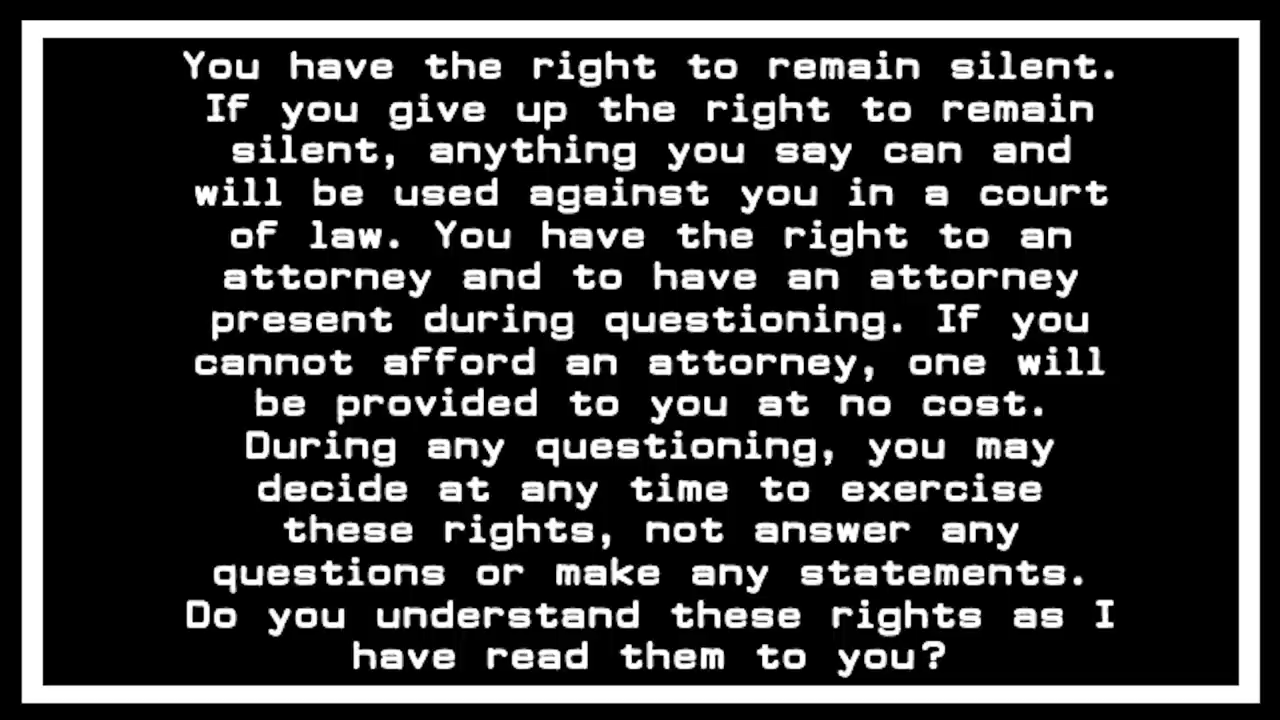 You have the right to remain silent.
If you give up the right to remain
silent, anything you say can and
will be used against you in a court
of law. You have the right to an
attorney and to have an attorney
present during questioning. If you
cannot afford an attorney, one will
be provided to you at no cost.
During any questioning, you may
decide at any time to exercise
these rights, not answer any
questions or make any statements.
Do you understand these rights as I
have read them to you?